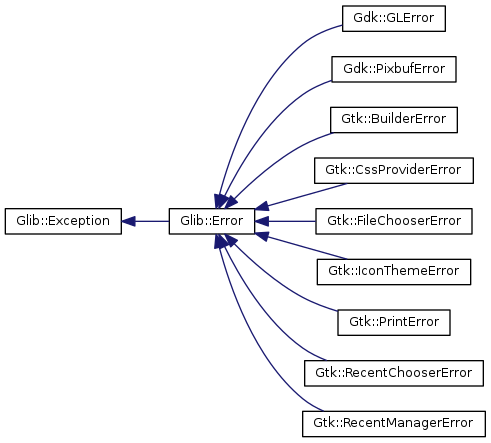 Gdk::GLError
Gdk::PixbufError
Gtk::BuilderError
Gtk::CssProviderError
Glib::Exception
Glib::Error
Gtk::FileChooserError
Gtk::IconThemeError
Gtk::PrintError
Gtk::RecentChooserError
Gtk::RecentManagerError